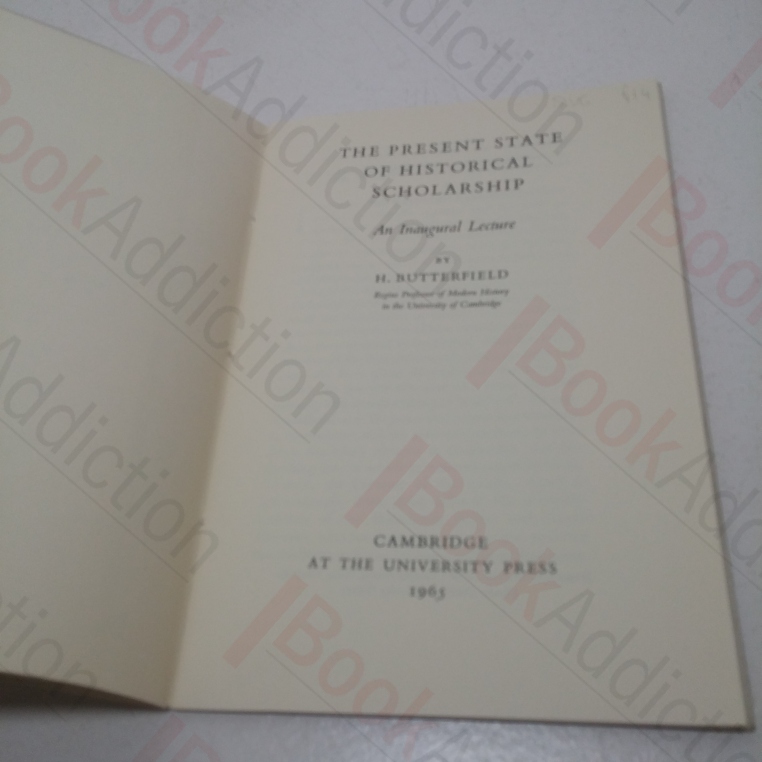 THE PRESENT STATE
OF HISTORICAL
SCHOLARSHIP
An Inaugural Lecture
BY
H. BUTTERFIELD
Regius Professor of Modern History
in the University of Cambridge
CAMBRIDGE
AT THE UNIVERSITY PRESS
1965
BookAddiction